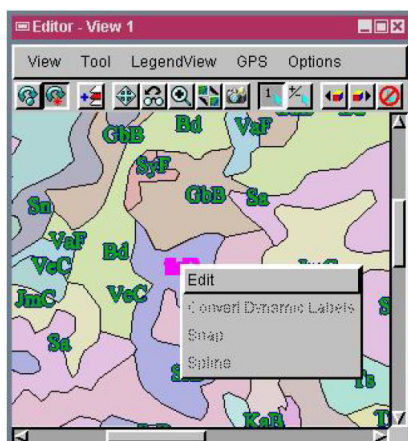 Editor - View 1
View Tool LegendView GPS Options
GbB Bd VaF
SyF
GbB Sa
Sn
VaF Bd
VeC
JmC VeC
Sa
Edit
Convert Dynamic Labels
Snap
Spline
KaB